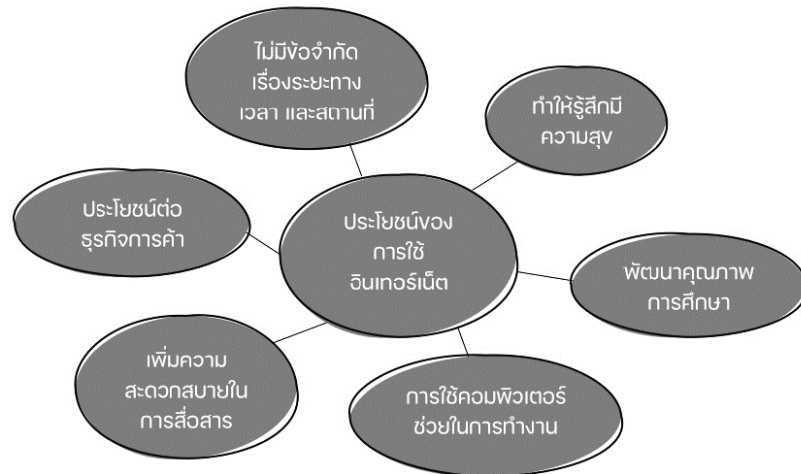 ไม่มีข้อจำกัด
เรื่องระยะทาง
เวลา และสถานที่
ทำให้รู้สึกมี
ความสุข
ประโยชน์ต่อ
ธุรกิจการค้า
ประโยชน์ของ
การใช้
อินเทอร์เน็ต
พัฒนาคุณภาพ
การศึกษา
เพิ่มความ
สะดวกสบายใน
การสื่อสาร
การใช้คอมพิวเตอร์
ช่วยในการทำงาน